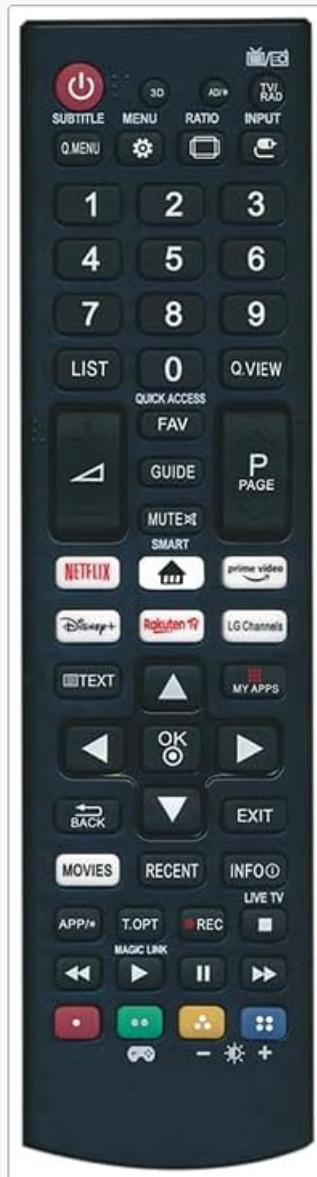 3D AD/* TV/RAD
SUBTITLE MENU RATIO INPUT
Q.MENU
1 2 3
4 5 6
7 8 9
LIST 0 Q.VIEW
QUICK ACCESS
FAV
P
GUIDE
PAGE
MUTE
SMART
NETFLIX prime video
Disney+ Rakuten TV LG Channels
TEXT MY APPS
OK
BACK EXIT
MOVIES RECENT INFO
LIVE TV
APP/* T.OPT REC
MAGIC LINK
− +